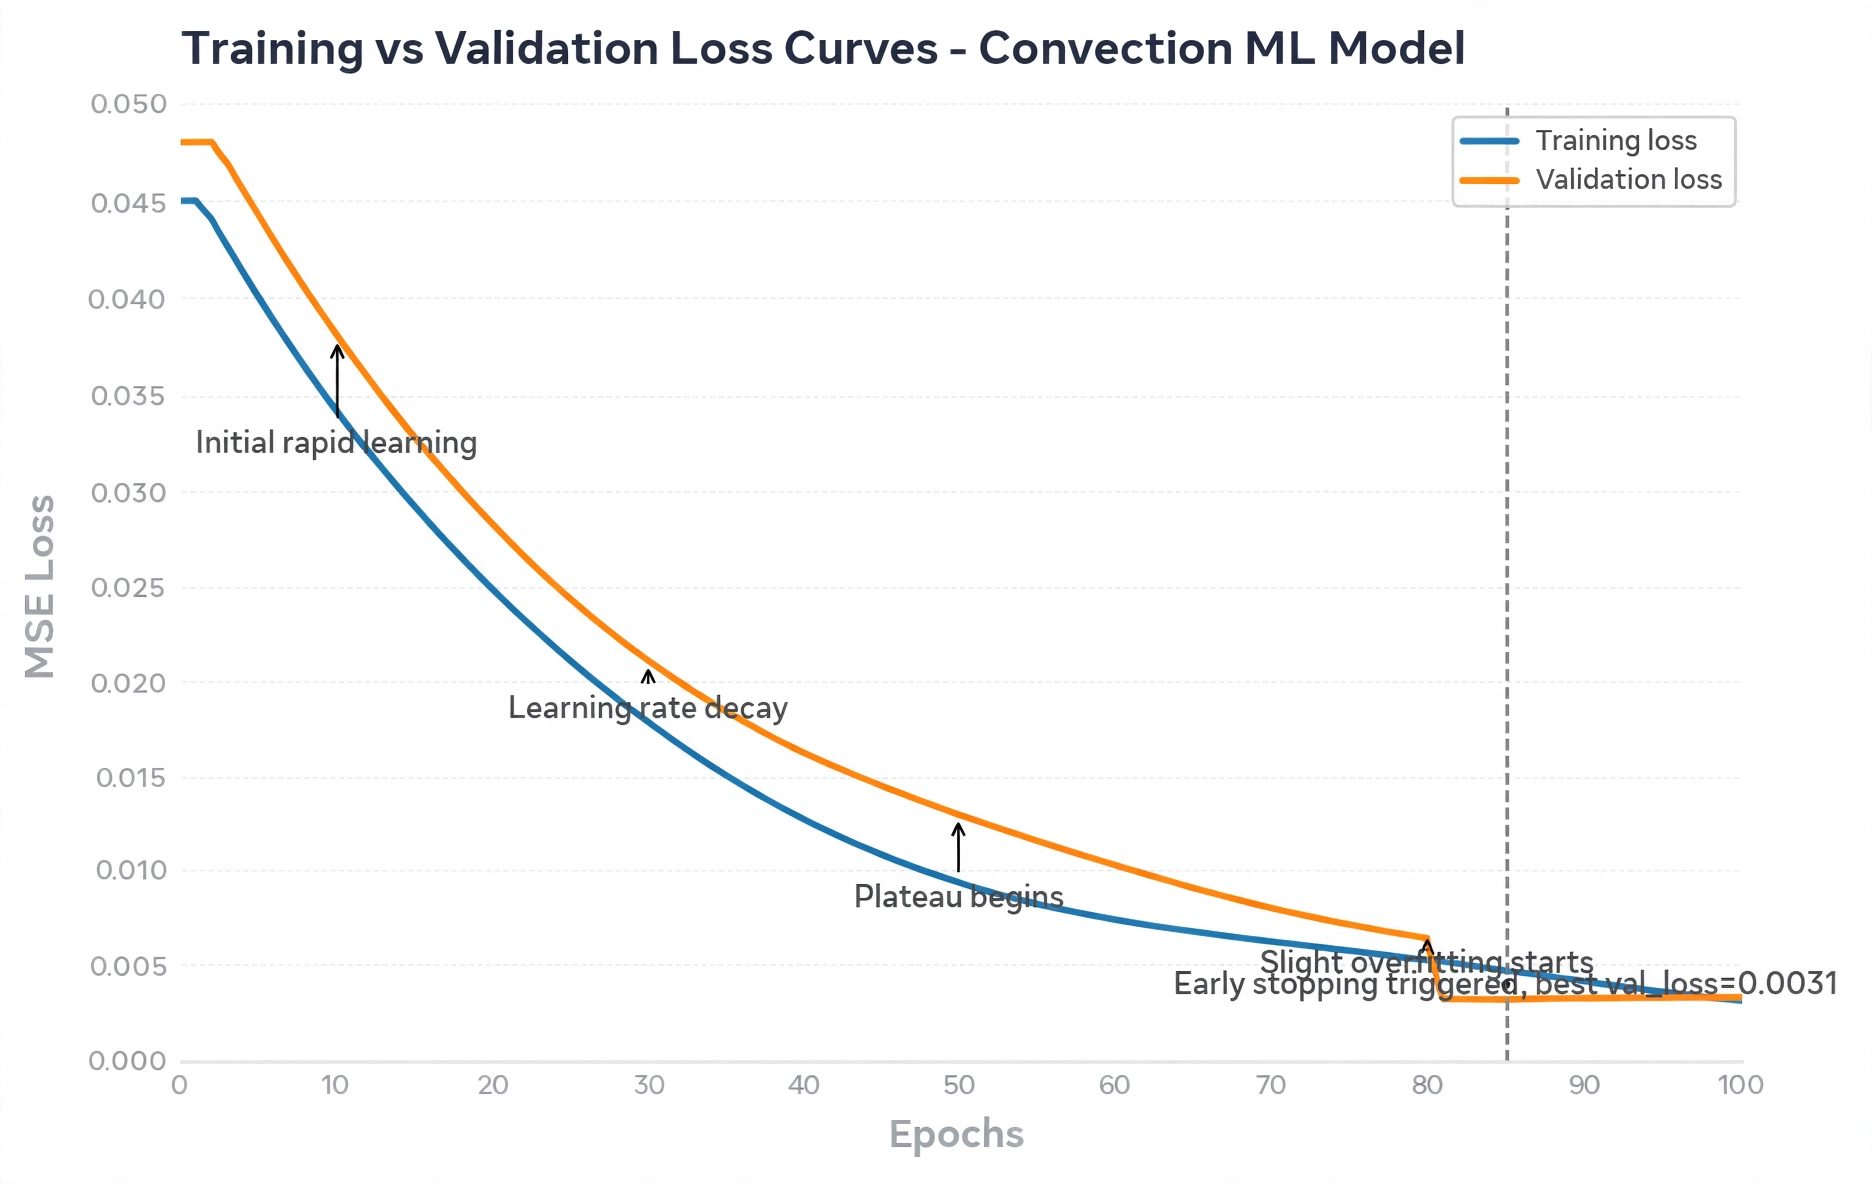 Training vs Validation Loss Curves - Convection ML Model
0.050
0.045
0.040
0.035
0.030
0.025
0.020
0.015
0.010
0.005
0.000
MSE Loss
Training loss
Validation loss
Initial rapid learning
Learning rate decay
Plateau begins
Slight overfitting starts
Early stopping triggered, best val_loss=0.0031
0 10 20 30 40 50 60 70 80 90 100
Epochs